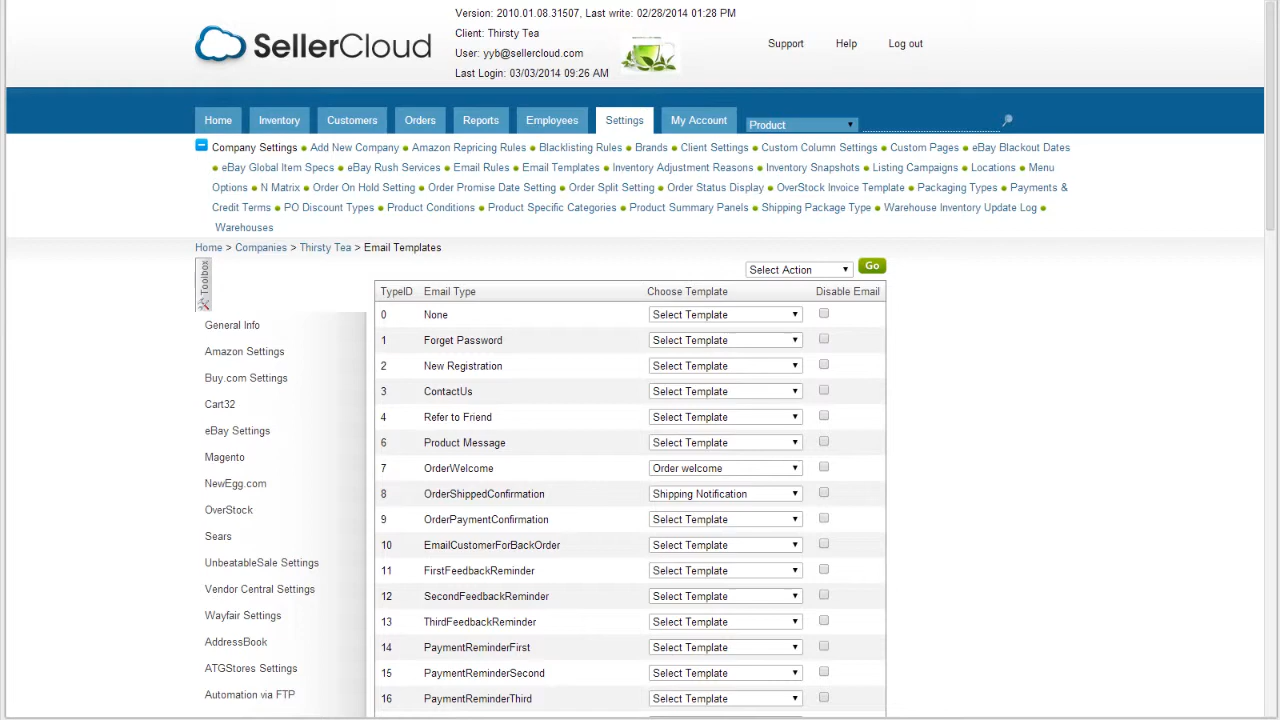 Version: 2010.01.08.31507, Last write: 02/28/2014 01:28 PM
SellerCloud
Client: Thirsty Tea
User: yyb@sellercloud.com
Last Login: 03/03/2014 09:26 AM
Support Help Log out
Home Inventory Customers Orders Reports Employees Settings My Account Product
Company Settings Add New Company Amazon Repricing Rules Blacklisting Rules Brands Client Settings Custom Column Settings Custom Pages eBay Blackout Dates
eBay Global Item Specs eBay Rush Services Email Rules Email Templates Inventory Adjustment Reasons Inventory Snapshots Listing Campaigns Locations Menu
Options N Matrix Order On Hold Setting Order Promise Date Setting Order Split Setting Order Status Display OverStock Invoice Template Packaging Types Payments &
Credit Terms PO Discount Types Product Conditions Product Specific Categories Product Summary Panels Shipping Package Type Warehouse Inventory Update Log
Warehouses
Home > Companies > Thirsty Tea > Email Templates
Toolbox
Select Action Go
General Info
Amazon Settings
Buy.com Settings
Cart32
eBay Settings
Magento
NewEgg.com
OverStock
Sears
UnbeatableSale Settings
Vendor Central Settings
Wayfair Settings
AddressBook
ATGStores Settings
Automation via FTP
TypeID Email Type Choose Template Disable Email
0 None Select Template
1 Forget Password Select Template
2 New Registration Select Template
3 ContactUs Select Template
4 Refer to Friend Select Template
6 Product Message Select Template
7 OrderWelcome Order welcome
8 OrderShippedConfirmation Shipping Notification
9 OrderPaymentConfirmation Select Template
10 EmailCustomerForBackOrder Select Template
11 FirstFeedbackReminder Select Template
12 SecondFeedbackReminder Select Template
13 ThirdFeedbackReminder Select Template
14 PaymentReminderFirst Select Template
15 PaymentReminderSecond Select Template
16 PaymentReminderThird Select Template